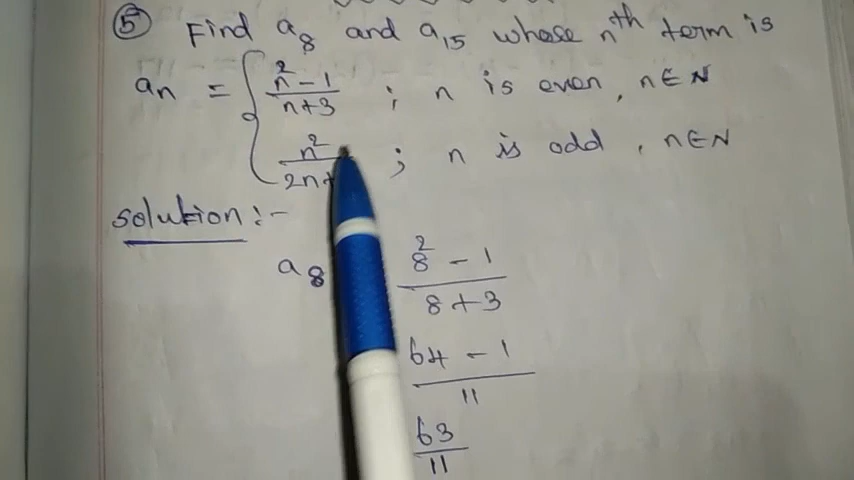 ⑤ Find a₈ and a₁₅ whose nᵗʰ term is
aₙ = { n²-1 / n+3 ; n is even, n∈N
n² / 2n+ ; n is odd, n∈N
Solution:-
a₈ 8²-1 / 8+3
64-1 / 11
63 / 11